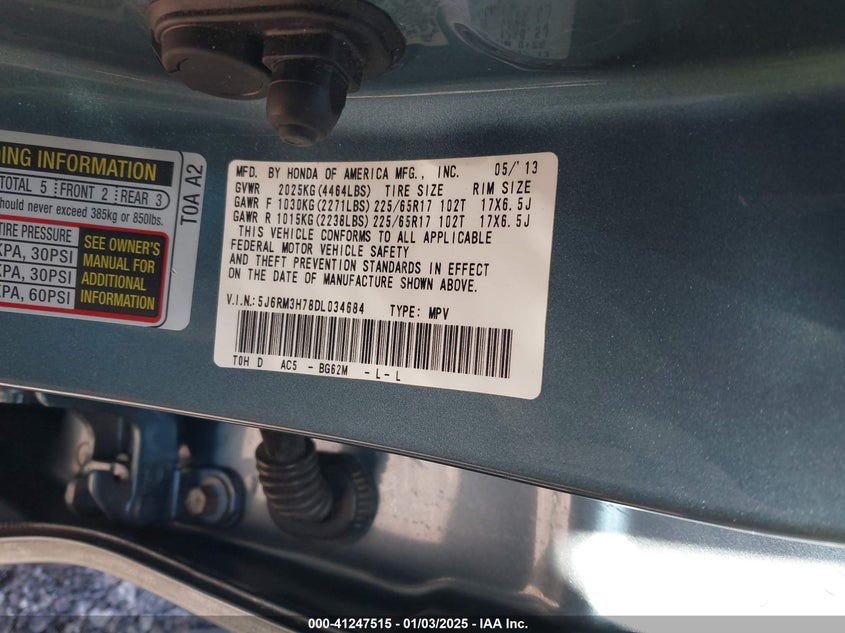 DING INFORMATION
TOTAL 5 FRONT 2 REAR 3
should never exceed 385kg or 850lbs.
TIRE PRESSURE
KPA, 30PSI
KPA, 30PSI
KPA, 60PSI
SEE OWNER'S
MANUAL FOR
ADDITIONAL
INFORMATION
T0A A2
MFD. BY HONDA OF AMERICA MFG., INC. 05/'13
GVWR 2025KG(4464LBS) TIRE SIZE RIM SIZE
GAWR F 1030KG(2271LBS) 225/65R17 102T 17X6.5J
GAWR R 1015KG(2238LBS) 225/65R17 102T 17X6.5J
THIS VEHICLE CONFORMS TO ALL APPLICABLE
FEDERAL MOTOR VEHICLE SAFETY
AND THEFT PREVENTION STANDARDS IN EFFECT
ON THE DATE OF MANUFACTURE SHOWN ABOVE.
V.I.N.:5J6RM3H78DL034684 TYPE: MPV
T0H D AC5 - BG62M - L- L
000-41247515 - 01/03/2025 - IAA Inc.